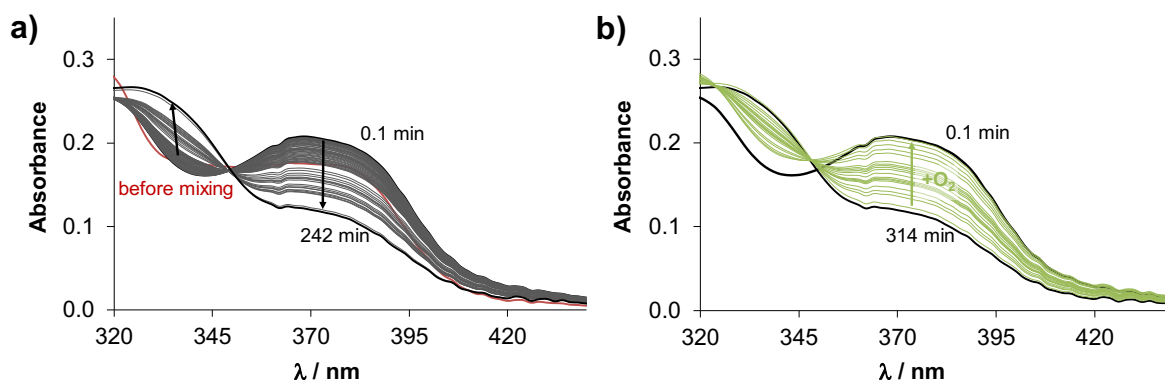 a)
0.3
0.2
0.1
0.0
Absorbance
0.1 min
before mixing
242 min
320 345 370 395 420
λ / nm
b)
0.3
0.2
0.1
0.0
Absorbance
0.1 min
+O₂
314 min
320 345 370 395 420
λ / nm